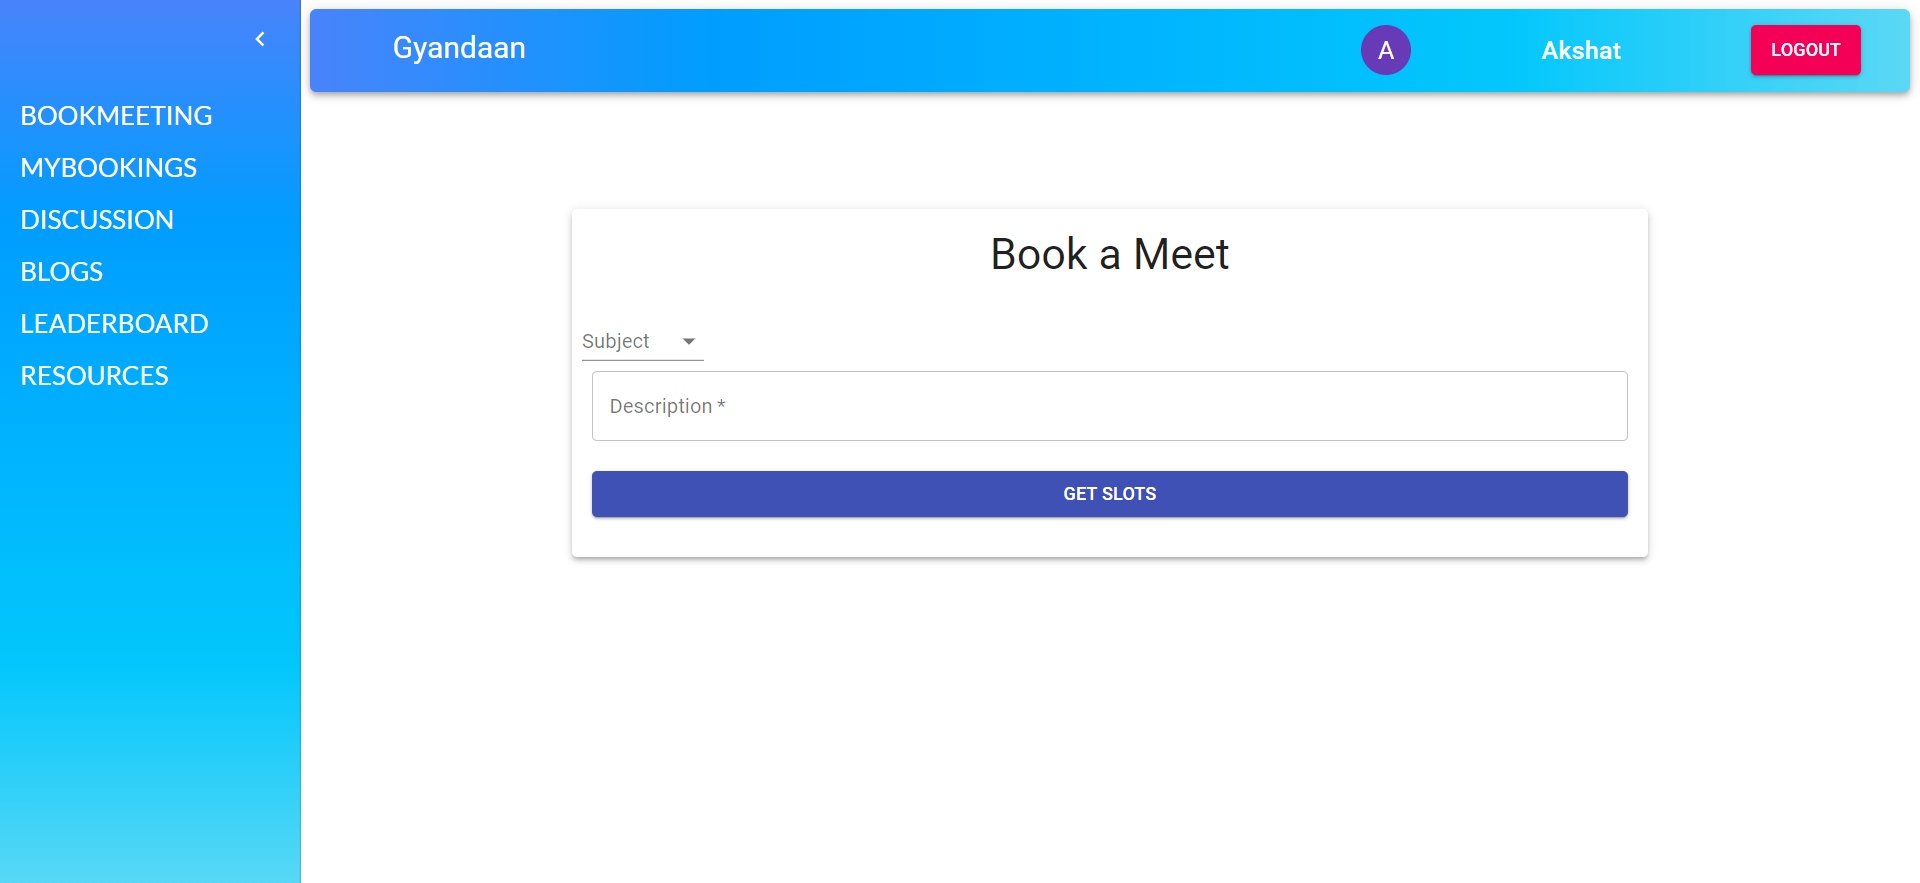 Gyandaan
A
Akshat
LOGOUT
BOOKMEETING
MYBOOKINGS
DISCUSSION
BLOGS
LEADERBOARD
RESOURCES
Book a Meet
Subject
Description *
GET SLOTS